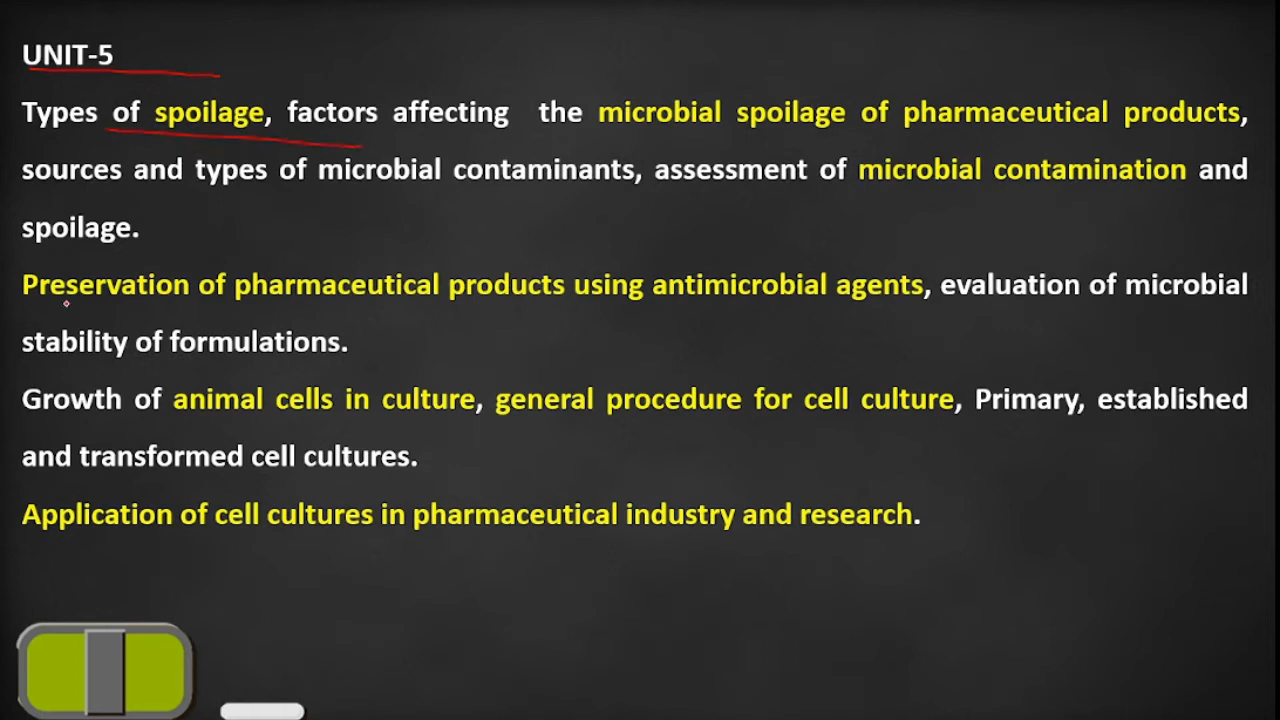 UNIT-5
Types of spoilage, factors affecting the microbial spoilage of pharmaceutical products,
sources and types of microbial contaminants, assessment of microbial contamination and
spoilage.
Preservation of pharmaceutical products using antimicrobial agents, evaluation of microbial
stability of formulations.
Growth of animal cells in culture, general procedure for cell culture, Primary, established
and transformed cell cultures.
Application of cell cultures in pharmaceutical industry and research.